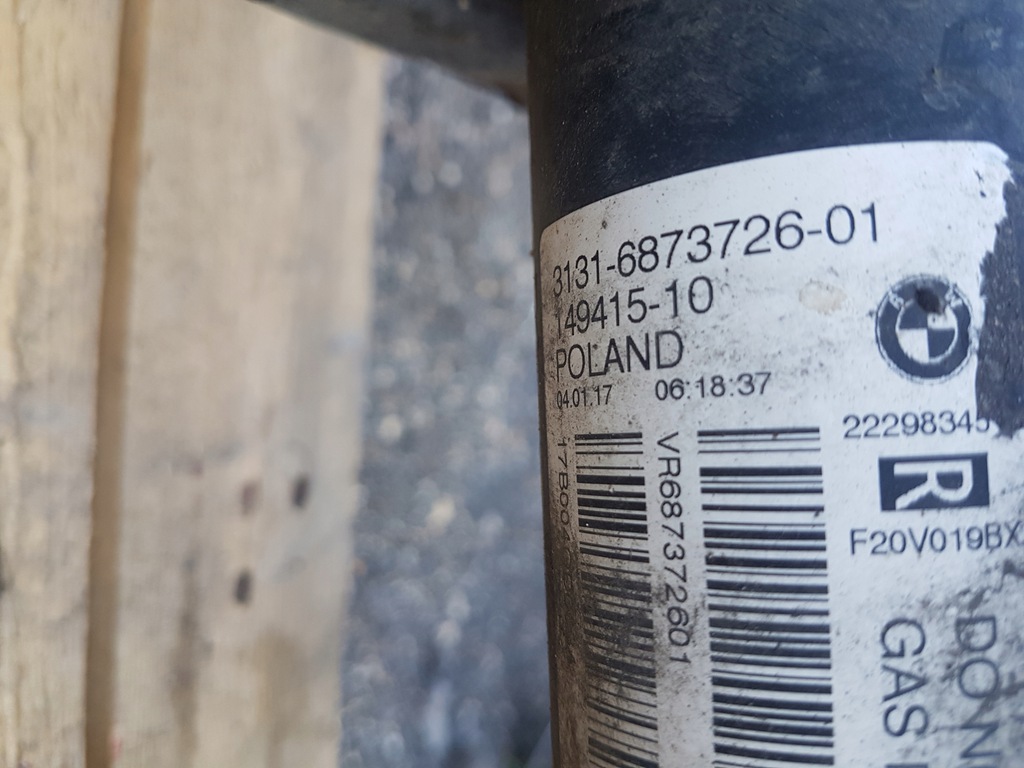 3131-6873726-01
149415-10
POLAND
04.01.17 06:18:37
VR687372601
22298345
R
F20V019BX
GAS